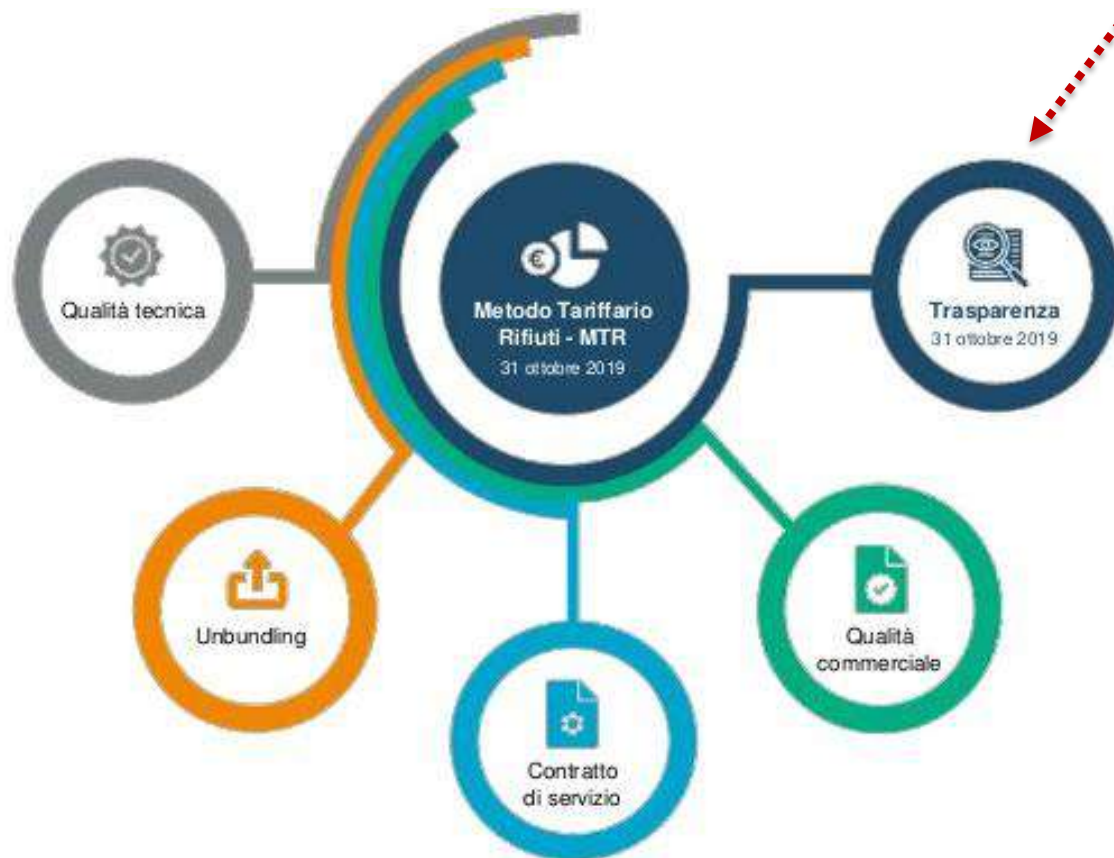 Metodo Tariffario
Rifiuti - MTR
31 ottobre 2019
€
Qualità tecnica
Trasparenza
31 ottobre 2019
Unbundling
Qualità
commerciale
Contratto
di servizio